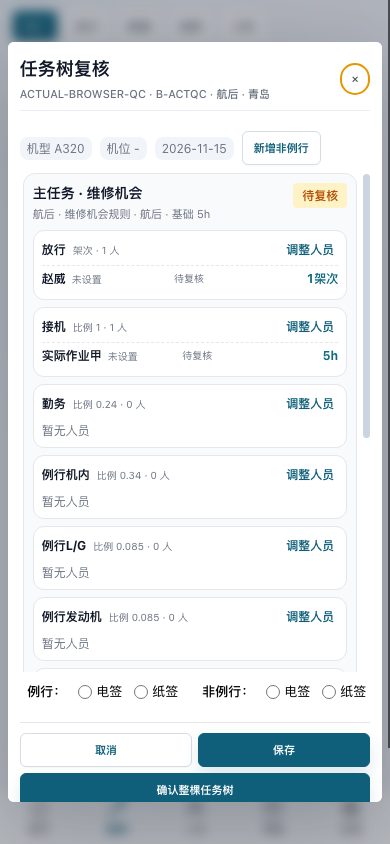 任务树复核
×
ACTUAL-BROWSER-QC · B-ACTQC · 航后 · 青岛
机型 A320 机位 - 2026-11-15 新增非例行
主任务 · 维修机会 待复核
航后 · 维修机会规则 · 航后 · 基础 5h
放行 架次 · 1 人 调整人员
赵威 未设置 待复核 1架次
接机 比例 1 · 1 人 调整人员
实际作业甲 未设置 待复核 5h
勤务 比例 0.24 · 0 人 调整人员
暂无人员
例行机内 比例 0.34 · 0 人 调整人员
暂无人员
例行L/G 比例 0.085 · 0 人 调整人员
暂无人员
例行发动机 比例 0.085 · 0 人 调整人员
暂无人员
例行： 电签 纸签 非例行： 电签 纸签
取消 保存
确认整棵任务树